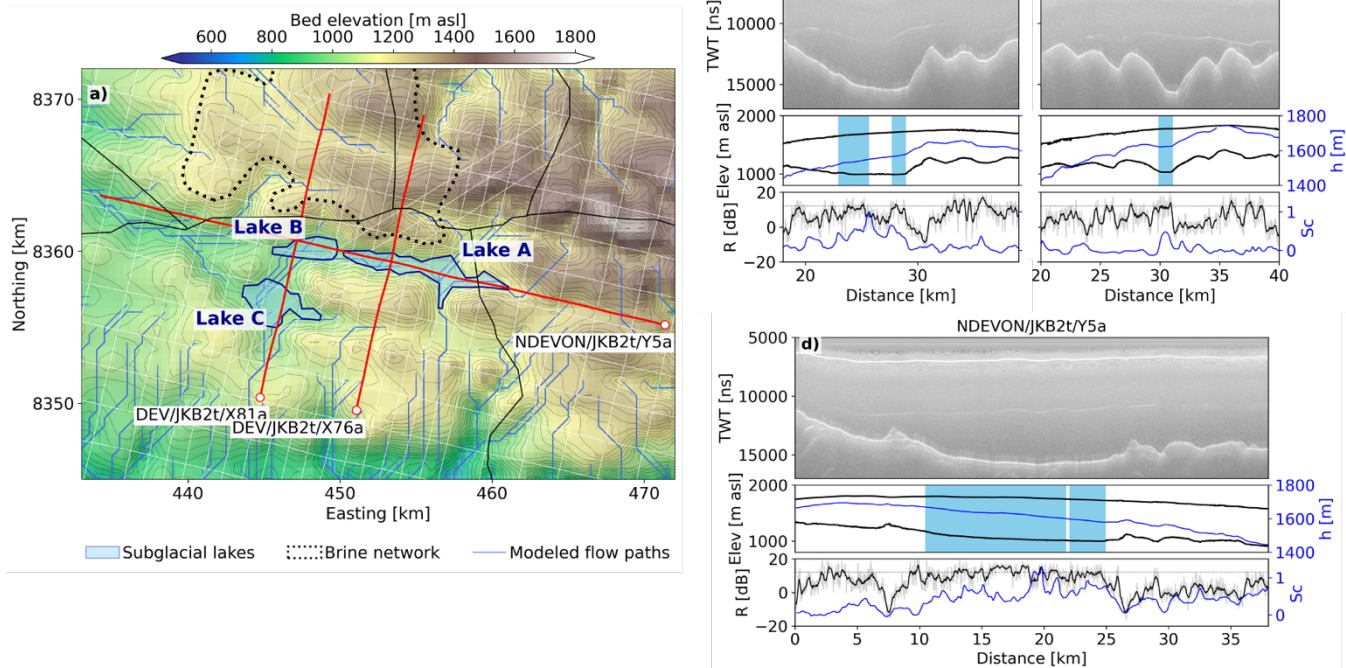 Bed elevation [m asl]
600 800 1000 1200 1400 1600 1800
a)
8370
8360
8350
Northing [km]
Lake B
Lake A
Lake C
NDEVON/JKB2t/Y5a
DEV/JKB2t/X81a
DEV/JKB2t/X76a
440 450 460 470
Easting [km]
Subglacial lakes Brine network Modeled flow paths
TWT [ns]
10000
15000
Elev [m asl]
2000
1000
1800
1600
1400
h [m]
R [dB]
20
0
−20
1
0
Sc
20 30
Distance [km]
20 25 30 35 40
Distance [km]
NDEVON/JKB2t/Y5a
d)
TWT [ns]
5000
10000
15000
Elev [m asl]
2000
1000
1800
1600
1400
h [m]
R [dB]
20
0
−20
1
0
Sc
0 5 10 15 20 25 30 35
Distance [km]